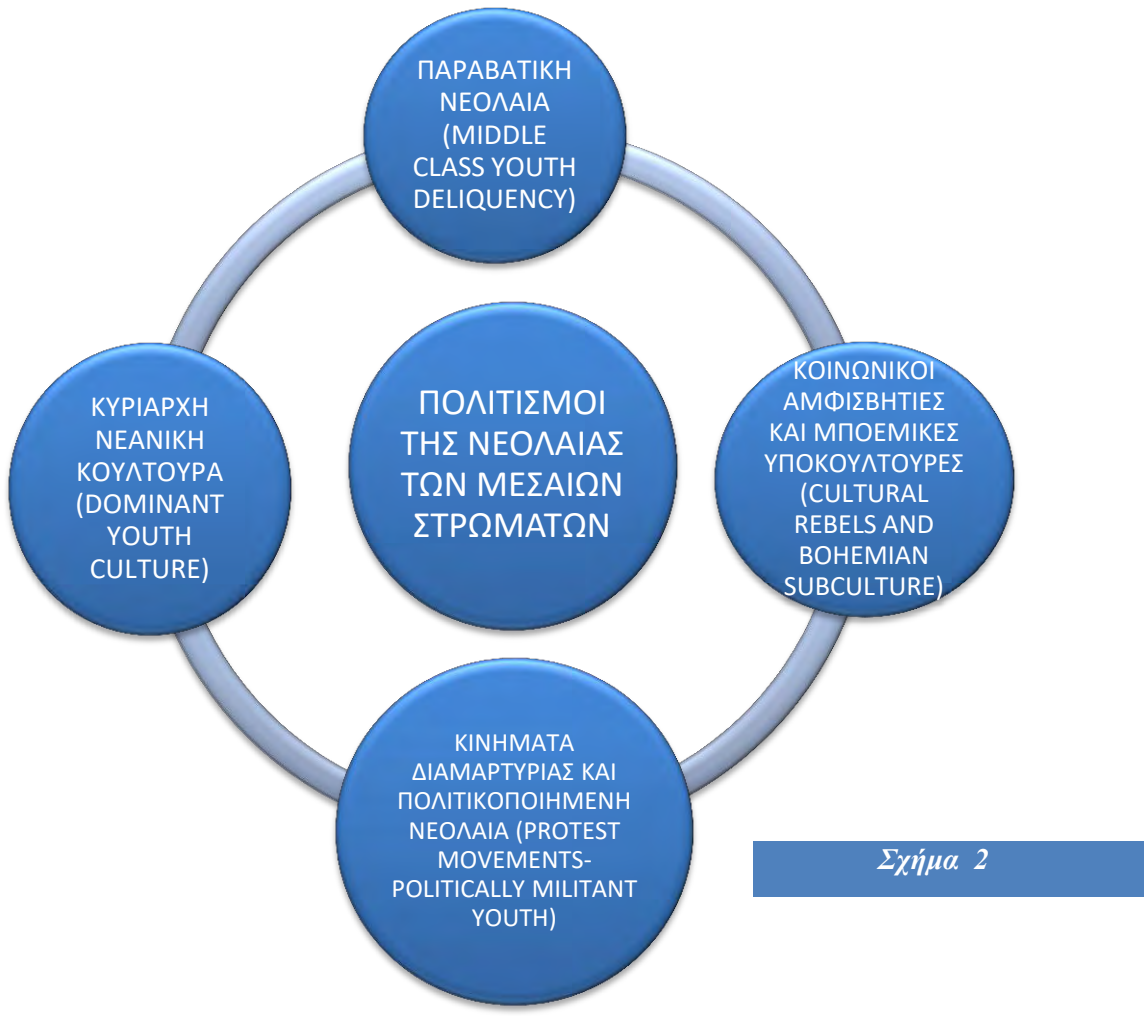 ΠΑΡΑΒΑΤΙΚΗ
ΝΕΟΛΑΙΑ
(MIDDLE
CLASS YOUTH
DELIQUENCY)
ΚΥΡΙΑΡΧΗ
ΝΕΑΝΙΚΗ
ΚΟΥΛΤΟΥΡΑ
(DOMINANT
YOUTH
CULTURE)
ΠΟΛΙΤΙΣΜΟΙ
ΤΗΣ ΝΕΟΛΑΙΑΣ
ΤΩΝ ΜΕΣΑΙΩΝ
ΣΤΡΩΜΑΤΩΝ
ΚΟΙΝΩΝΙΚΟΙ
ΑΜΦΙΣΒΗΤΙΕΣ
ΚΑΙ ΜΠΟΕΜΙΚΕΣ
ΥΠΟΚΟΥΛΤΟΥΡΕΣ
(CULTURAL
REBELS AND
BOHEMIAN
SUBCULTURE)
ΚΙΝΗΜΑΤΑ
ΔΙΑΜΑΡΤΥΡΙΑΣ ΚΑΙ
ΠΟΛΙΤΙΚΟΠΟΙΗΜΕΝΗ
ΝΕΟΛΑΙΑ (PROTEST
MOVEMENTS-
POLITICALLY MILITANT
YOUTH)
Σχήμα 2